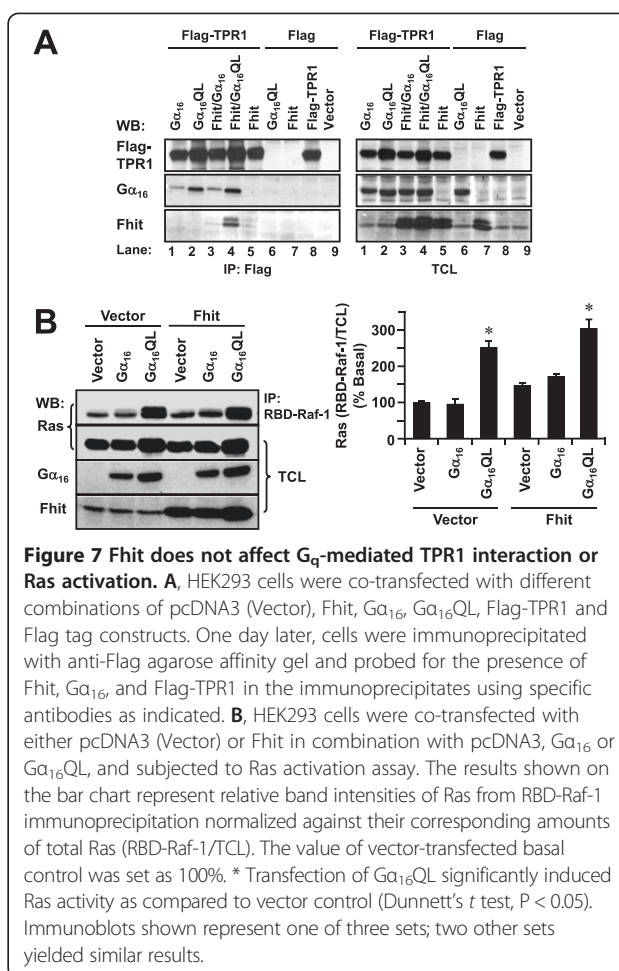 A
Flag-TPR1 Flag Flag-TPR1 Flag
WB: Gα16 Gα16QL Fhit/Gα16 Fhit/Gα16QL Fhit Gα16QL Fhit Flag-TPR1 Vector Gα16 Gα16QL Fhit/Gα16 Fhit/Gα16QL Fhit Gα16QL Fhit Flag-TPR1 Vector
Flag-
TPR1
Gα16
Fhit
Lane: 1 2 3 4 5 6 7 8 9 1 2 3 4 5 6 7 8 9
IP: Flag TCL
B
Vector Fhit
Vector Gα16 Gα16QL Vector Gα16 Gα16QL
WB:
Ras
IP:
RBD-Raf-1
Gα16
TCL
Fhit
Ras (RBD-Raf-1/TCL)
(% Basal)
300
200
100
0
* *
Vector Gα16 Gα16QL Vector Gα16 Gα16QL
Vector Fhit
Figure 7 Fhit does not affect Gq-mediated TPR1 interaction or
Ras activation. A, HEK293 cells were co-transfected with different
combinations of pcDNA3 (Vector), Fhit, Gα16, Gα16QL, Flag-TPR1 and
Flag tag constructs. One day later, cells were immunoprecipitated
with anti-Flag agarose affinity gel and probed for the presence of
Fhit, Gα16, and Flag-TPR1 in the immunoprecipitates using specific
antibodies as indicated. B, HEK293 cells were co-transfected with
either pcDNA3 (Vector) or Fhit in combination with pcDNA3, Gα16 or
Gα16QL, and subjected to Ras activation assay. The results shown on
the bar chart represent relative band intensities of Ras from RBD-Raf-1
immunoprecipitation normalized against their corresponding amounts
of total Ras (RBD-Raf-1/TCL). The value of vector-transfected basal
control was set as 100%. * Transfection of Gα16QL significantly induced
Ras activity as compared to vector control (Dunnett's t test, P < 0.05).
Immunoblots shown represent one of three sets; two other sets
yielded similar results.